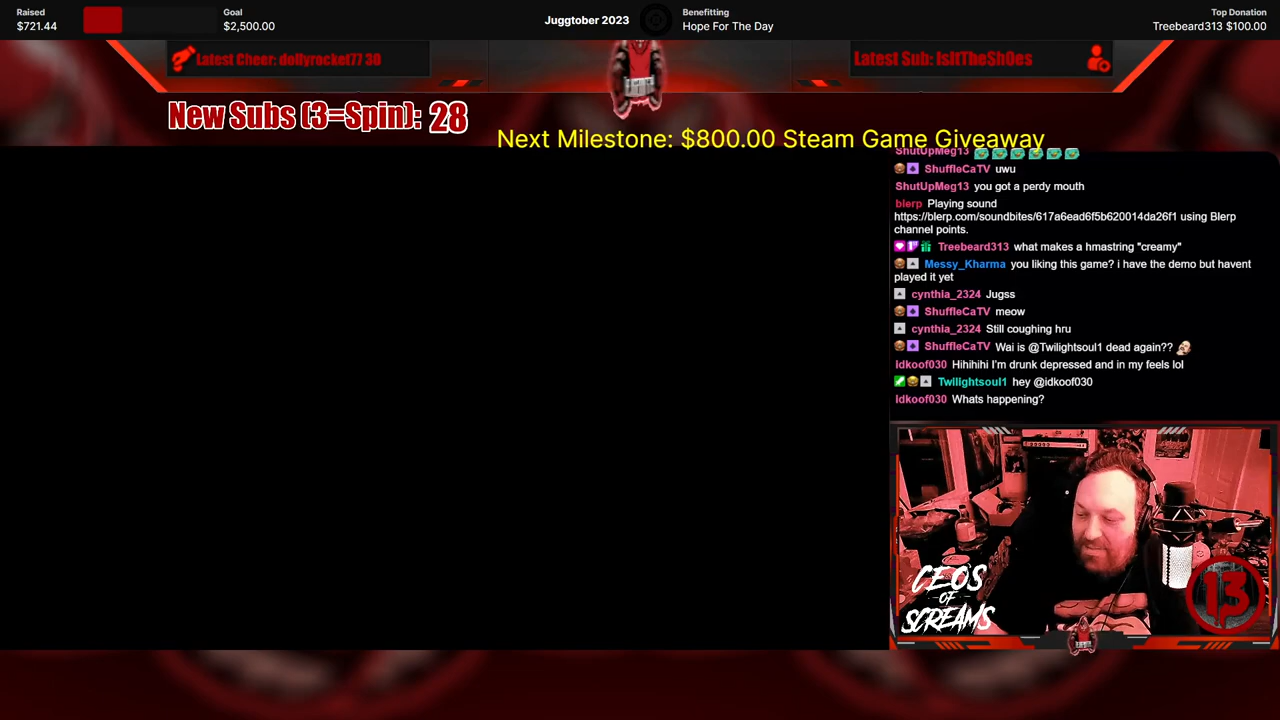 Raised
$721.44
Goal
$2,500.00
Juggtober 2023
Benefitting
Hope For The Day
Top Donation
Treebeard313 $100.00
Latest Cheer: dollyrocket77 30
Latest Sub: IsItTheSh0es
New Subs (3=Spin): 28
Next Milestone: $800.00 Steam Game Giveaway
ShutUpMeg13
ShuffleCaTV uwu
ShutUpMeg13 you got a perdy mouth
blerp Playing sound
https://blerp.com/soundbites/617a6ead6f5b620014da26f1 using Blerp
channel points.
Treebeard313 what makes a hmastring "creamy"
Messy_Kharma you liking this game? i have the demo but havent
played it yet
cynthia_2324 Jugss
ShuffleCaTV meow
cynthia_2324 Still coughing hru
ShuffleCaTV Wai is @Twilightsoul1 dead again??
Idkoof030 Hihihihi I'm drunk depressed and in my feels lol
Twilightsoul1 hey @idkoof030
Idkoof030 Whats happening?
CEOS
OF
SCREAMS
13